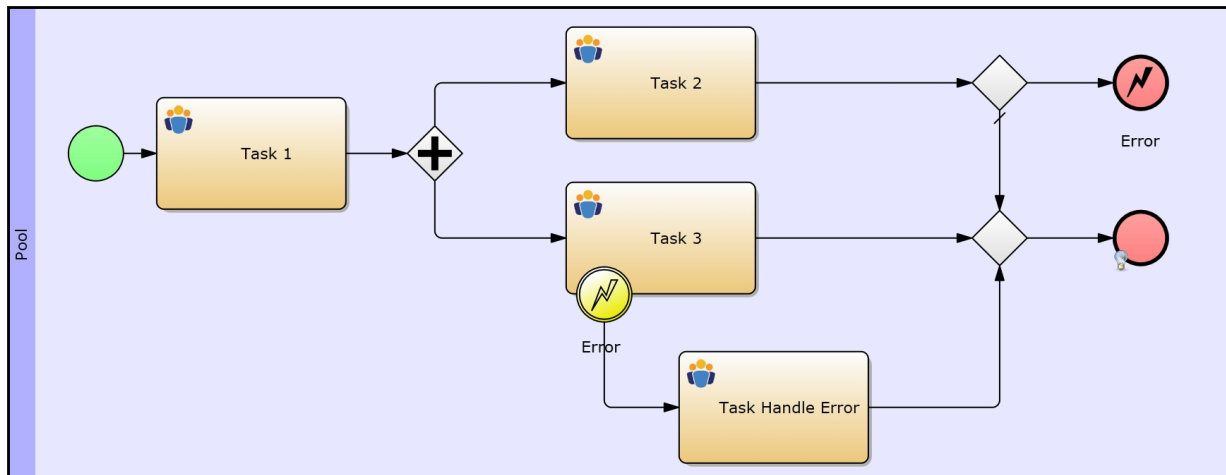 Pool
Task 1
Task 2
Task 3
Error
Task Handle Error
Error